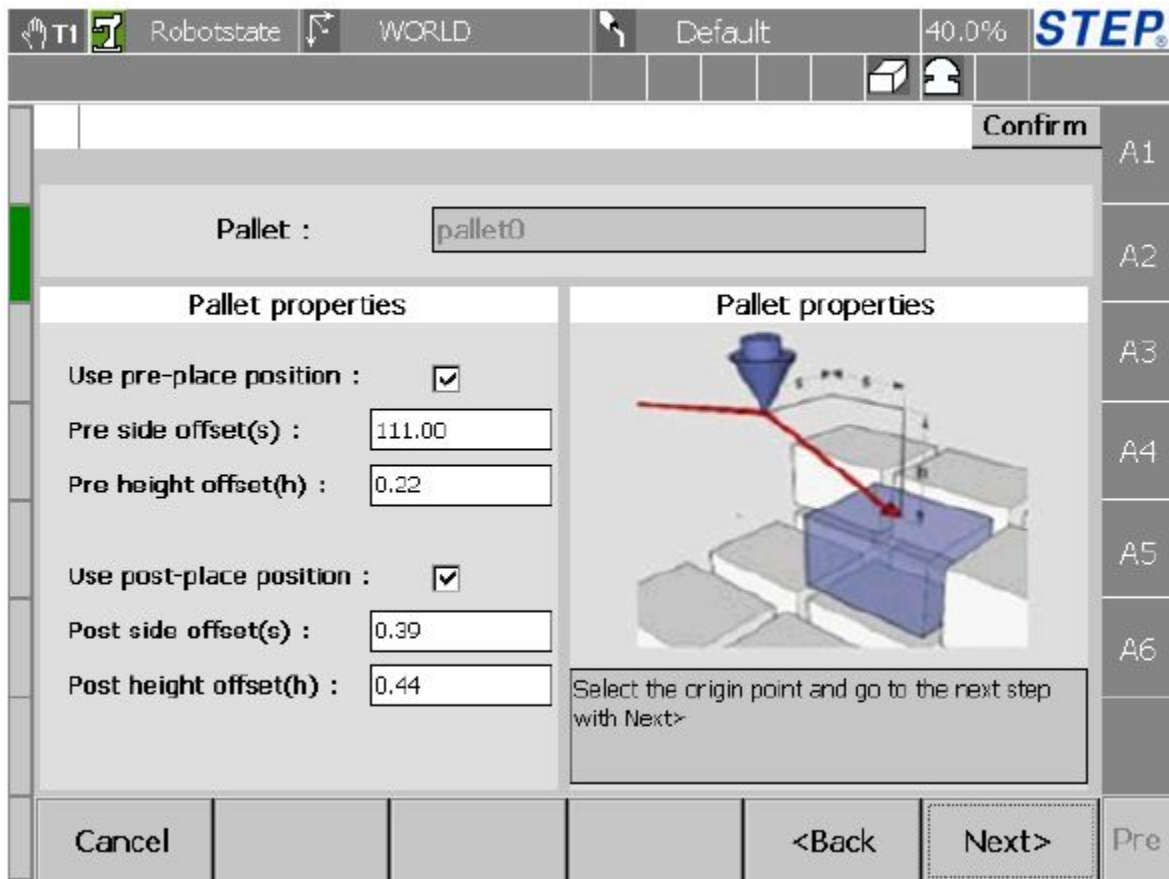 T1 Robotstate WORLD Default 40.0% STEP®
Confirm
A1
Pallet : pallet0
A2
Pallet properties
Pallet properties
Use pre-place position :
A3
Pre side offset(s) : 111.00
Pre height offset(h) : 0.22
A4
s s
h
Use post-place position :
A5
Post side offset(s) : 0.39
Post height offset(h) : 0.44
A6
Select the origin point and go to the next step
with Next>
Cancel <Back Next> Pre